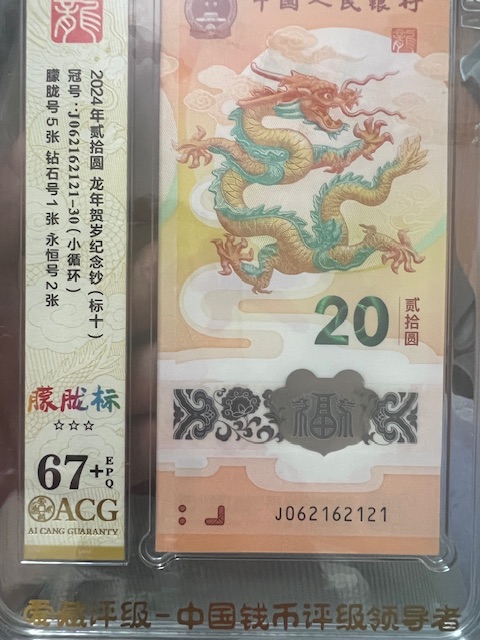 龍
2024年贰拾圆 龙年贺岁纪念钞(标十)
冠号:J062162121-30(小循环)
朦胧号5张 钻石号1张 永恒号2张
朦胧标
☆☆☆
67+
EPQ
ACG
AI CANG GUARANTY
中国人民银行
龍
20
贰拾圆
福
J062162121
爱藏评级-中国钱币评级领导者